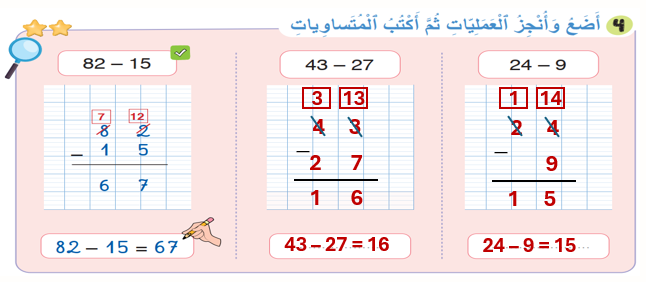 4 أَضَعُ وَأُنْجِزُ ٱلْعَمَلِيَاتِ ثُمَّ أَكْتُبُ ٱلْمُتَساوِياتِ
24 – 9
1 14
2 4
–
9
1 5
24 – 9 = 15
43 – 27
3 13
4 3
–
2 7
1 6
43 – 27 = 16
82 – 15
7 12
8 2
– 1 5
6 7
82 – 15 = 67